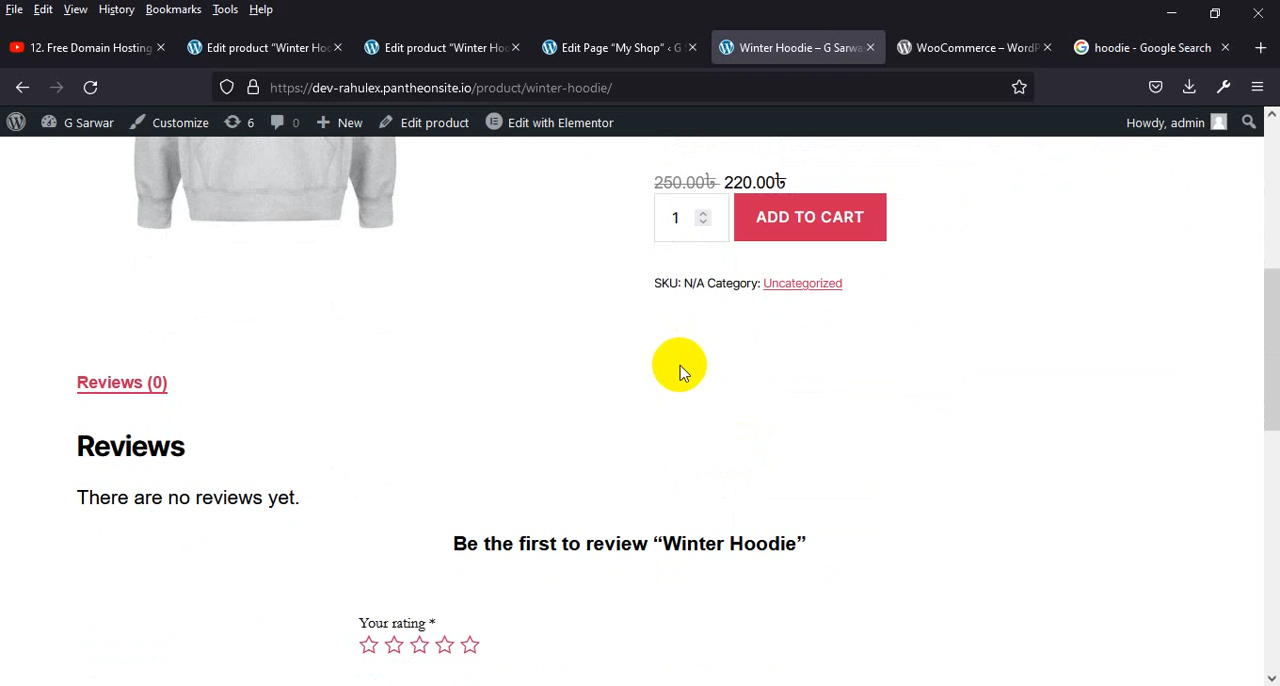 File Edit View History Bookmarks Tools Help
12. Free Domain Hosting
Edit product “Winter Ho
Edit product “Winter Ho
Edit Page “My Shop” ‹ G S
Winter Hoodie – G Sarwa
WooCommerce – WordP
hoodie - Google Search
https://dev-rahulex.pantheonsite.io/product/winter-hoodie/
G Sarwar Customize 6 0 New Edit product Edit with Elementor Howdy, admin
250.00৳ 220.00৳
1 ADD TO CART
SKU: N/A Category: Uncategorized
Reviews (0)
Reviews
There are no reviews yet.
Be the first to review “Winter Hoodie”
Your rating *